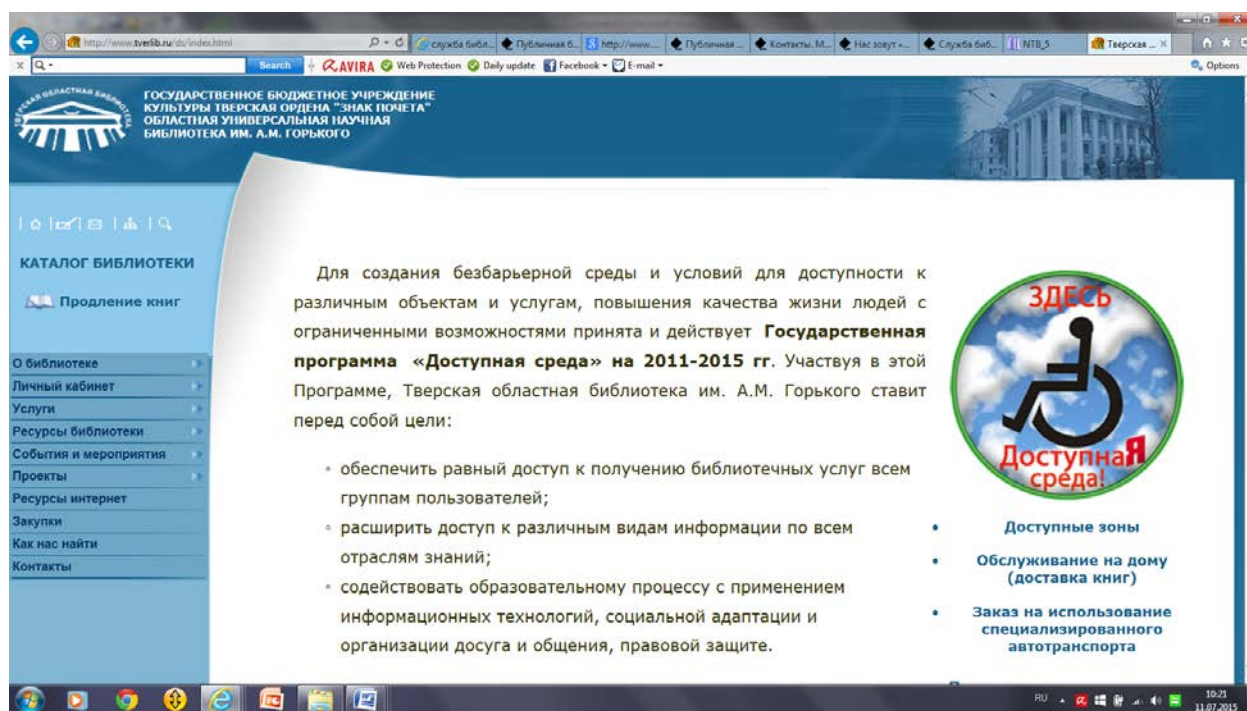 http://www.tverlib.ru/ds/index.html
служба библ...
Публичная б...
http://www....
Публичная ...
Контакты. М...
Нас зовут «...
Служба биб...
NTB_5
Тверская ...
Search
AVIRA
Web Protection
Daily update
Facebook
E-mail
Options
ТВЕРСКАЯ ОБЛАСТНАЯ БИБЛИОТЕКА
ГОСУДАРСТВЕННОЕ БЮДЖЕТНОЕ УЧРЕЖДЕНИЕ
КУЛЬТУРЫ ТВЕРСКАЯ ОРДЕНА "ЗНАК ПОЧЕТА"
ОБЛАСТНАЯ УНИВЕРСАЛЬНАЯ НАУЧНАЯ
БИБЛИОТЕКА ИМ. А.М. ГОРЬКОГО
КАТАЛОГ БИБЛИОТЕКИ
Продление книг
О библиотеке
Личный кабинет
Услуги
Ресурсы библиотеки
События и мероприятия
Проекты
Ресурсы интернет
Закупки
Как нас найти
Контакты
Для создания безбарьерной среды и условий для доступности к
различным объектам и услугам, повышения качества жизни людей с
ограниченными возможностями принята и действует Государственная
программа «Доступная среда» на 2011-2015 гг. Участвуя в этой
Программе, Тверская областная библиотека им. А.М. Горького ставит
перед собой цели:
обеспечить равный доступ к получению библиотечных услуг всем
группам пользователей;
расширить доступ к различным видам информации по всем
отраслям знаний;
содействовать образовательному процессу с применением
информационных технологий, социальной адаптации и
организации досуга и общения, правовой защите.
ЗДЕСЬ
ДоступнаЯ
среда!
Доступные зоны
Обслуживание на дому
(доставка книг)
Заказ на использование
специализированного
автотранспорта
RU
10:21
11.07.2015